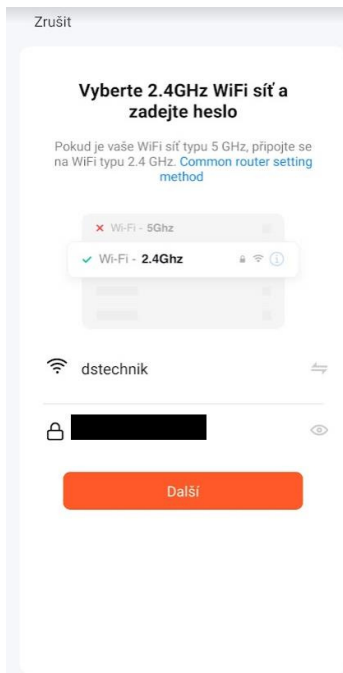 Zrušit
Vyberte 2.4GHz WiFi síť a
zadejte heslo
Pokud je vaše WiFi síť typu 5 GHz, připojte se
na WiFi typu 2.4 GHz. Common router setting
method
Wi-Fi - 5Ghz
Wi-Fi - 2.4Ghz
dstechnik
Další